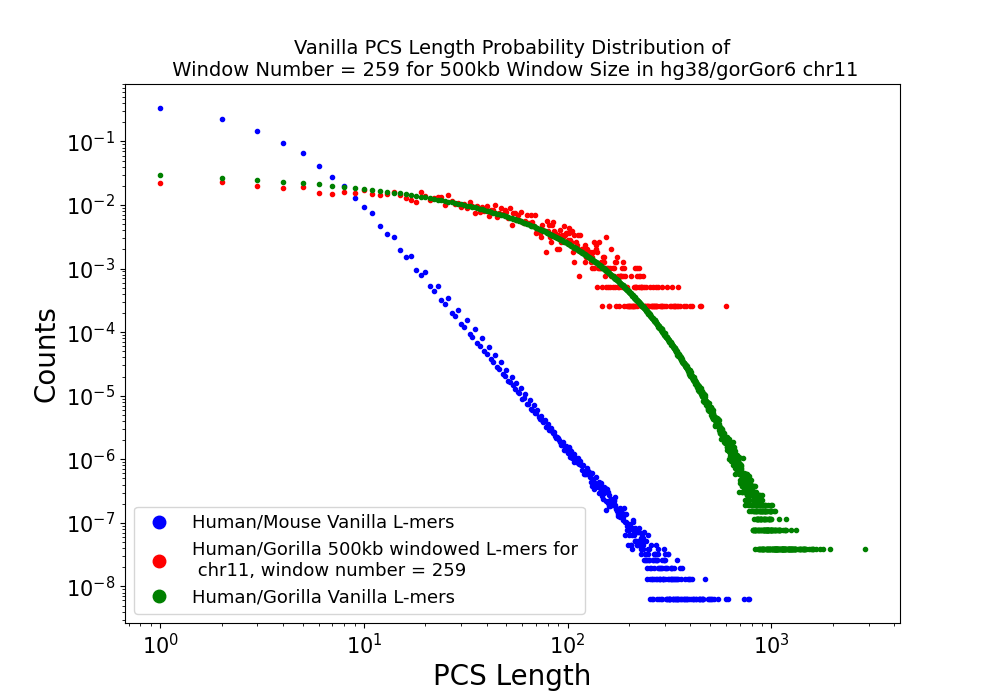 Vanilla PCS Length Probability Distribution of
Window Number = 259 for 500kb Window Size in hg38/gorGor6 chr11
Counts
10⁻¹
10⁻²
10⁻³
10⁻⁴
10⁻⁵
10⁻⁶
10⁻⁷
10⁻⁸
Human/Mouse Vanilla L-mers
Human/Gorilla 500kb windowed L-mers for
chr11, window number = 259
Human/Gorilla Vanilla L-mers
10⁰ 10¹ 10² 10³
PCS Length